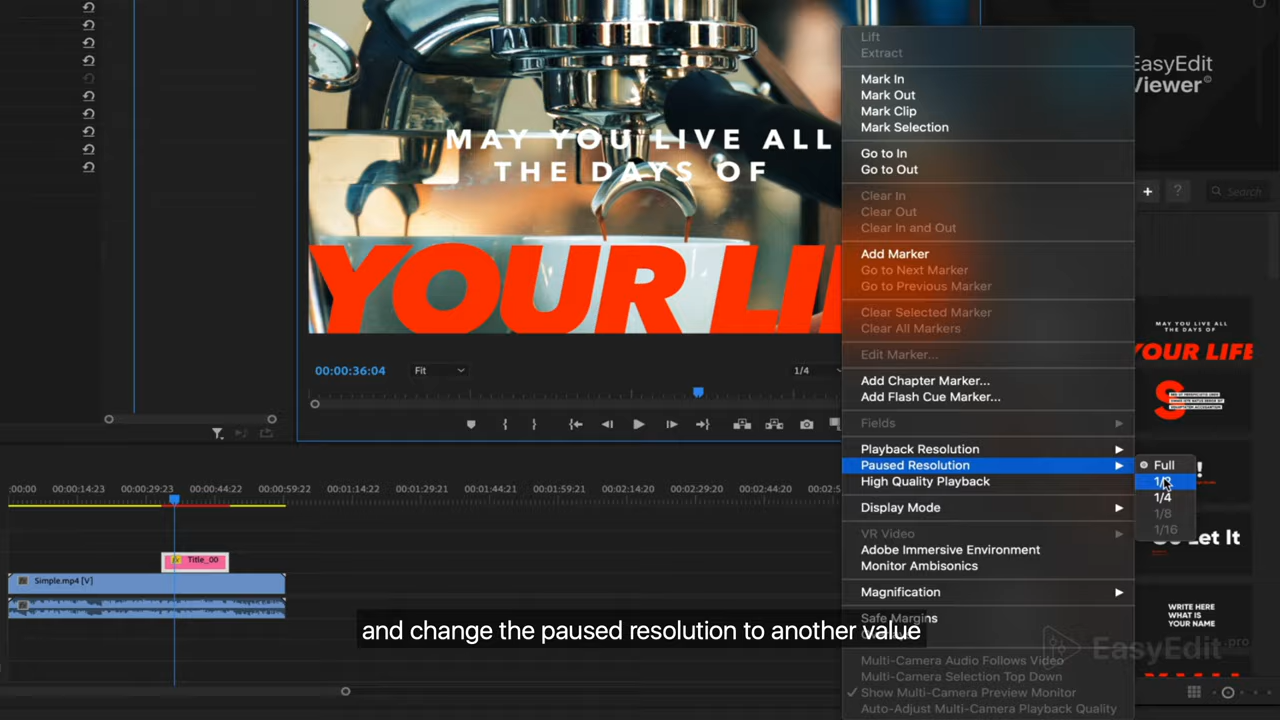 MAY YOU LIVE ALL
THE DAYS OF
YOUR LI
00:00:36:04
Fit
1/4
Lift
Extract
Mark In
Mark Out
Mark Clip
Mark Selection
Go to In
Go to Out
Clear In
Clear Out
Clear In and Out
Add Marker
Go to Next Marker
Go to Previous Marker
Clear Selected Marker
Clear All Markers
Edit Marker...
Add Chapter Marker...
Add Flash Cue Marker...
Fields
Playback Resolution
Paused Resolution
High Quality Playback
Display Mode
VR Video
Adobe Immersive Environment
Monitor Ambisonics
Magnification
Safe Margins
Multi-Camera Audio Follows Video
Multi-Camera Selection Top Down
Show Multi-Camera Preview Monitor
Auto-Adjust Multi-Camera Playback Quality
Full
1/2
1/4
1/8
1/16
EasyEdit
Viewer©
+
?
Search
MAY YOU LIVE ALL
THE DAYS OF
YOUR LIFE
S
Let It
WRITE HERE
WHAT IS
YOUR NAME
:00:00 00:00:14:23 00:00:29:23 00:00:44:22 00:00:59:22 00:01:14:22 00:01:29:21 00:01:44:21 00:01:59:21 00:02:14:20 00:02:29:20 00:02:44:20 00:02:5
Title_00
Simple.mp4 [V]
and change the paused resolution to another value
EasyEdit.pro